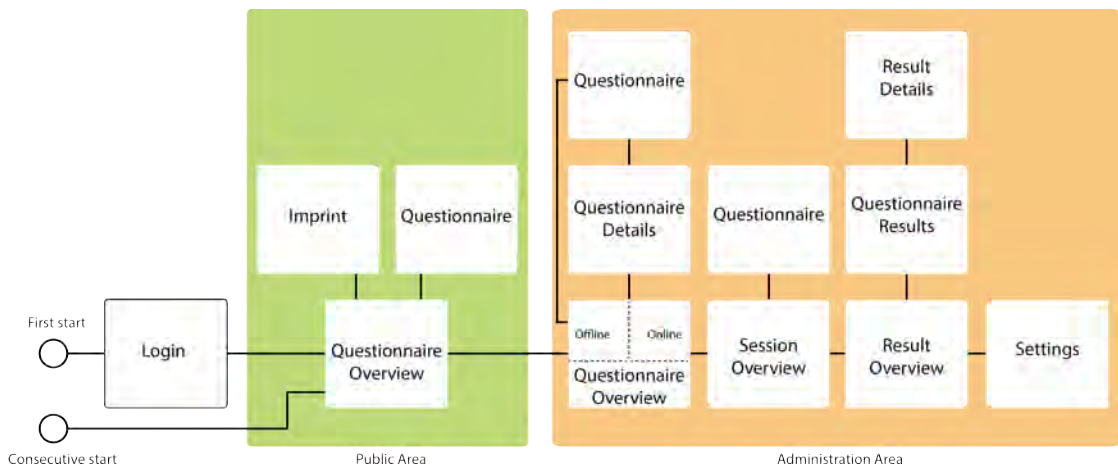 Questionnaire
Result
Details
Imprint
Questionnaire
Questionnaire
Details
Questionnaire
Questionnaire
Results
First start
Login
Questionnaire
Overview
Offline
Online
Questionnaire
Overview
Session
Overview
Result
Overview
Settings
Consecutive start
Public Area
Administration Area